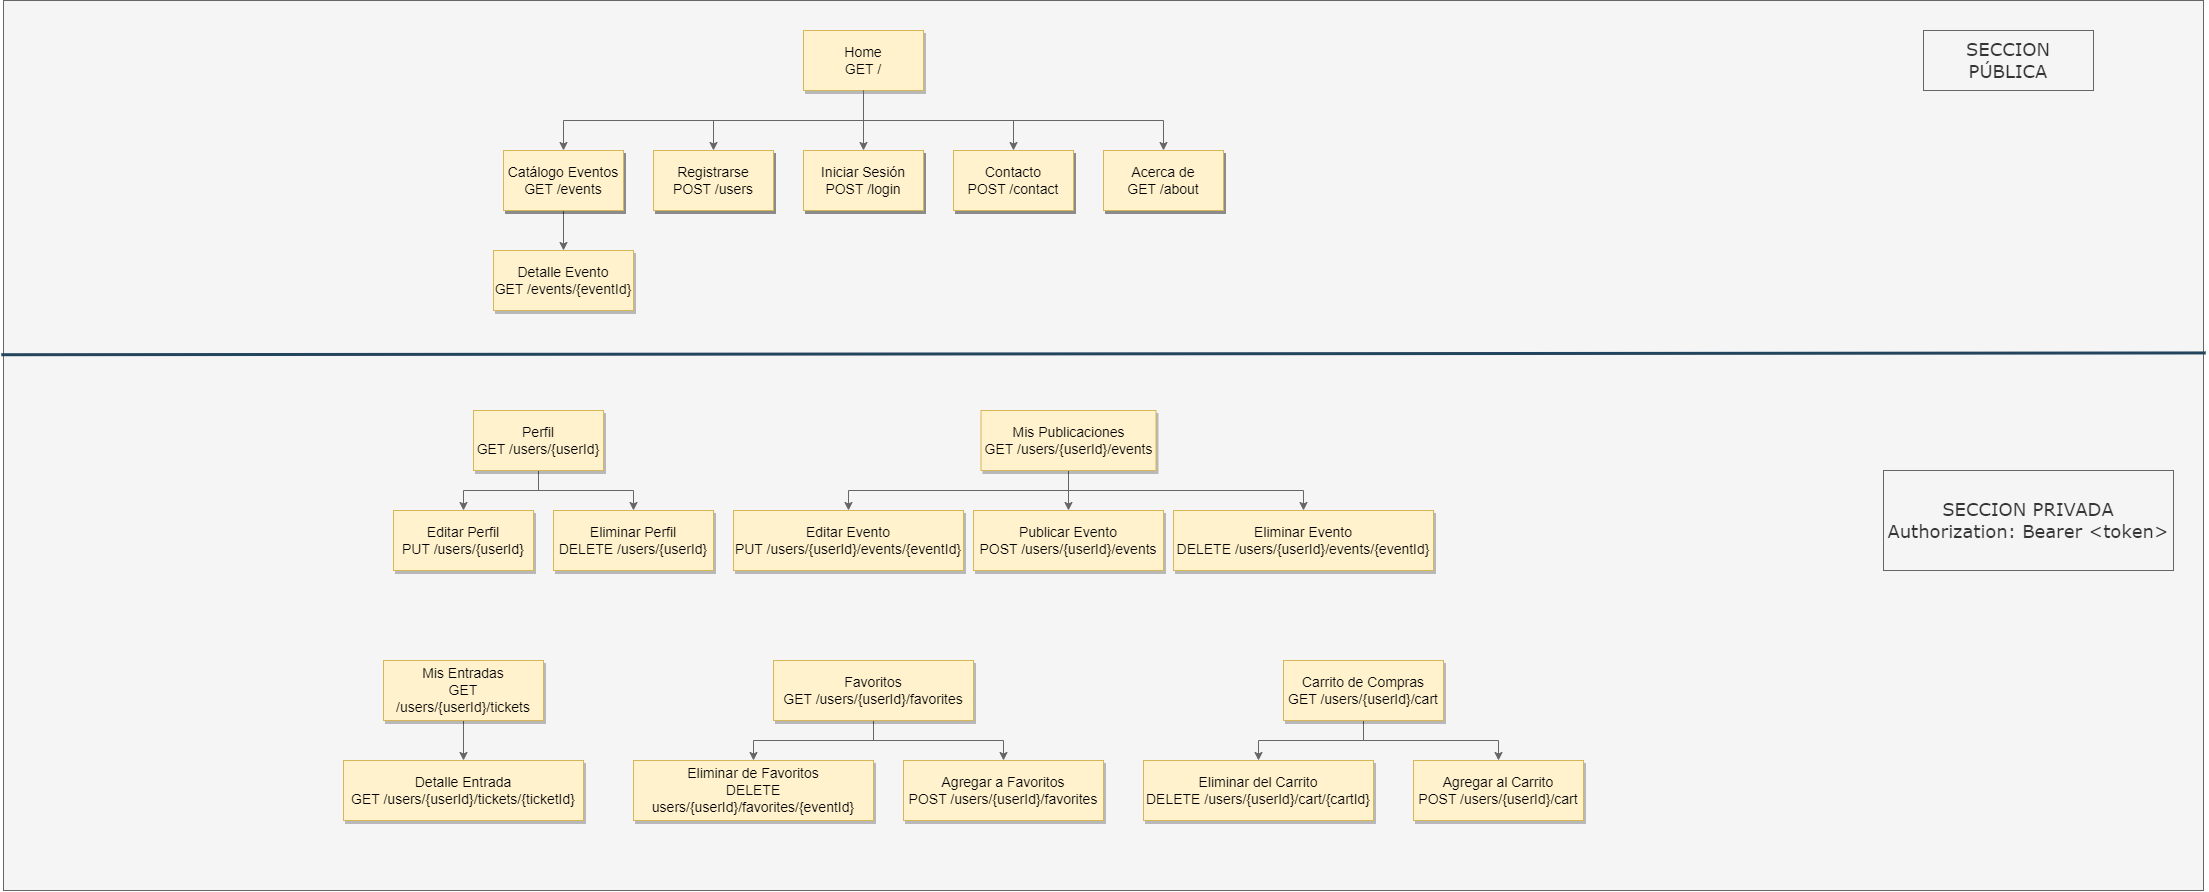 Home
GET /
SECCION
PÚBLICA
Catálogo Eventos
GET /events
Registrarse
POST /users
Iniciar Sesión
POST /login
Contacto
POST /contact
Acerca de
GET /about
Detalle Evento
GET /events/{eventId}
Perfil
GET /users/{userId}
Mis Publicaciones
GET /users/{userId}/events
SECCION PRIVADA
Authorization: Bearer <token>
Editar Perfil
PUT /users/{userId}
Eliminar Perfil
DELETE /users/{userId}
Editar Evento
PUT /users/{userId}/events/{eventId}
Publicar Evento
POST /users/{userId}/events
Eliminar Evento
DELETE /users/{userId}/events/{eventId}
Mis Entradas
GET
/users/{userId}/tickets
Favoritos
GET /users/{userId}/favorites
Carrito de Compras
GET /users/{userId}/cart
Detalle Entrada
GET /users/{userId}/tickets/{ticketId}
Eliminar de Favoritos
DELETE
users/{userId}/favorites/{eventId}
Agregar a Favoritos
POST /users/{userId}/favorites
Eliminar del Carrito
DELETE /users/{userId}/cart/{cartId}
Agregar al Carrito
POST /users/{userId}/cart